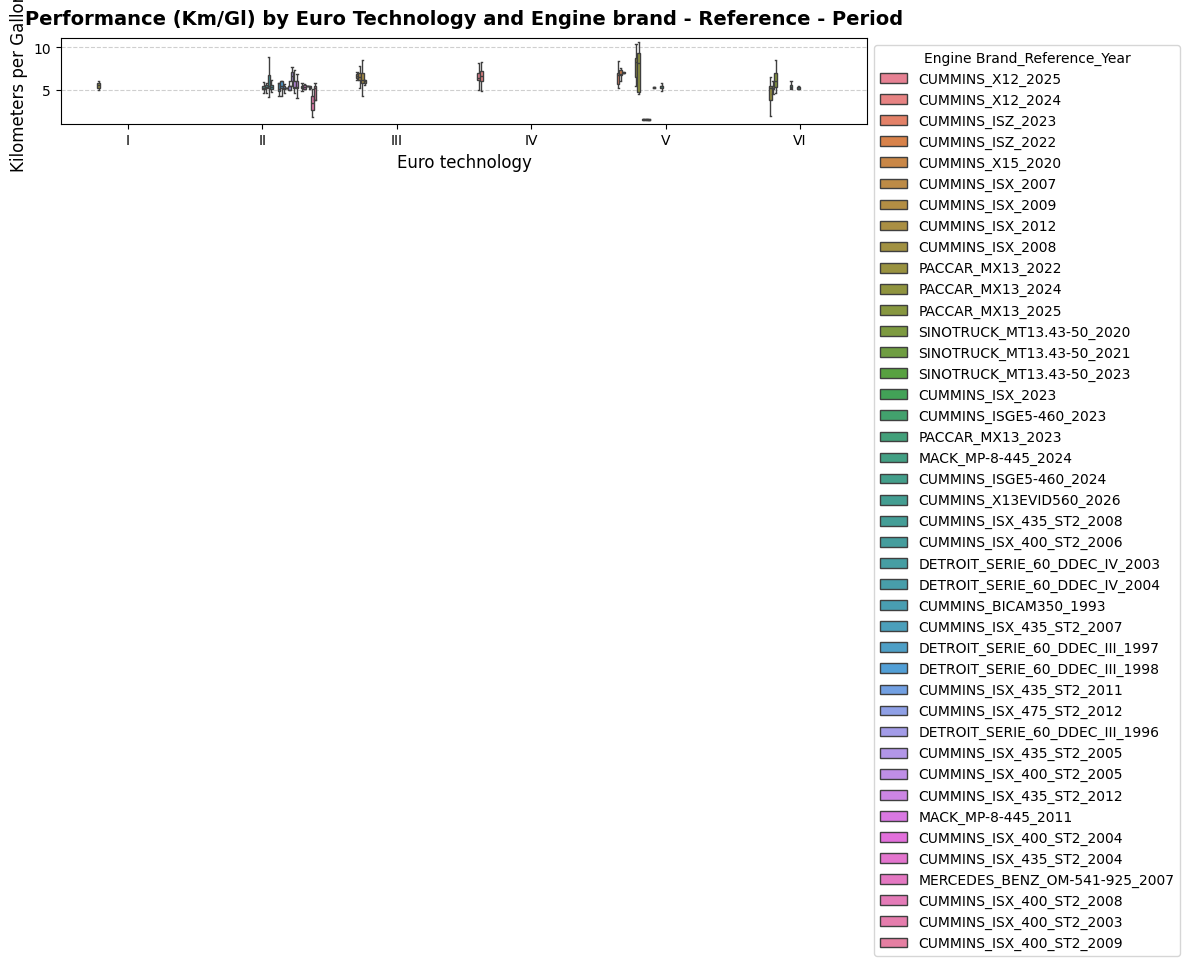 Performance (Km/Gl) by Euro Technology and Engine brand - Reference - Period
Kilometers per Gallon
10
5
I
II
III
IV
V
VI
Euro technology
Engine Brand_Reference_Year
CUMMINS_X12_2025
CUMMINS_X12_2024
CUMMINS_ISZ_2023
CUMMINS_ISZ_2022
CUMMINS_X15_2020
CUMMINS_ISX_2007
CUMMINS_ISX_2009
CUMMINS_ISX_2012
CUMMINS_ISX_2008
PACCAR_MX13_2022
PACCAR_MX13_2024
PACCAR_MX13_2025
SINOTRUCK_MT13.43-50_2020
SINOTRUCK_MT13.43-50_2021
SINOTRUCK_MT13.43-50_2023
CUMMINS_ISX_2023
CUMMINS_ISGE5-460_2023
PACCAR_MX13_2023
MACK_MP-8-445_2024
CUMMINS_ISGE5-460_2024
CUMMINS_X13EVID560_2026
CUMMINS_ISX_435_ST2_2008
CUMMINS_ISX_400_ST2_2006
DETROIT_SERIE_60_DDEC_IV_2003
DETROIT_SERIE_60_DDEC_IV_2004
CUMMINS_BICAM350_1993
CUMMINS_ISX_435_ST2_2007
DETROIT_SERIE_60_DDEC_III_1997
DETROIT_SERIE_60_DDEC_III_1998
CUMMINS_ISX_435_ST2_2011
CUMMINS_ISX_475_ST2_2012
DETROIT_SERIE_60_DDEC_III_1996
CUMMINS_ISX_435_ST2_2005
CUMMINS_ISX_400_ST2_2005
CUMMINS_ISX_435_ST2_2012
MACK_MP-8-445_2011
CUMMINS_ISX_400_ST2_2004
CUMMINS_ISX_435_ST2_2004
MERCEDES_BENZ_OM-541-925_2007
CUMMINS_ISX_400_ST2_2008
CUMMINS_ISX_400_ST2_2003
CUMMINS_ISX_400_ST2_2009